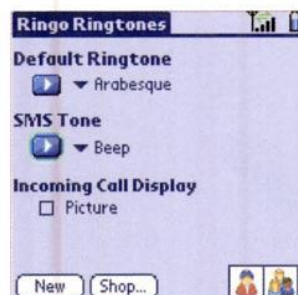 Ringo Ringtones
Default Ringtone
Arabesque
SMS Tone
Beep
Incoming Call Display
Picture
New Shop...